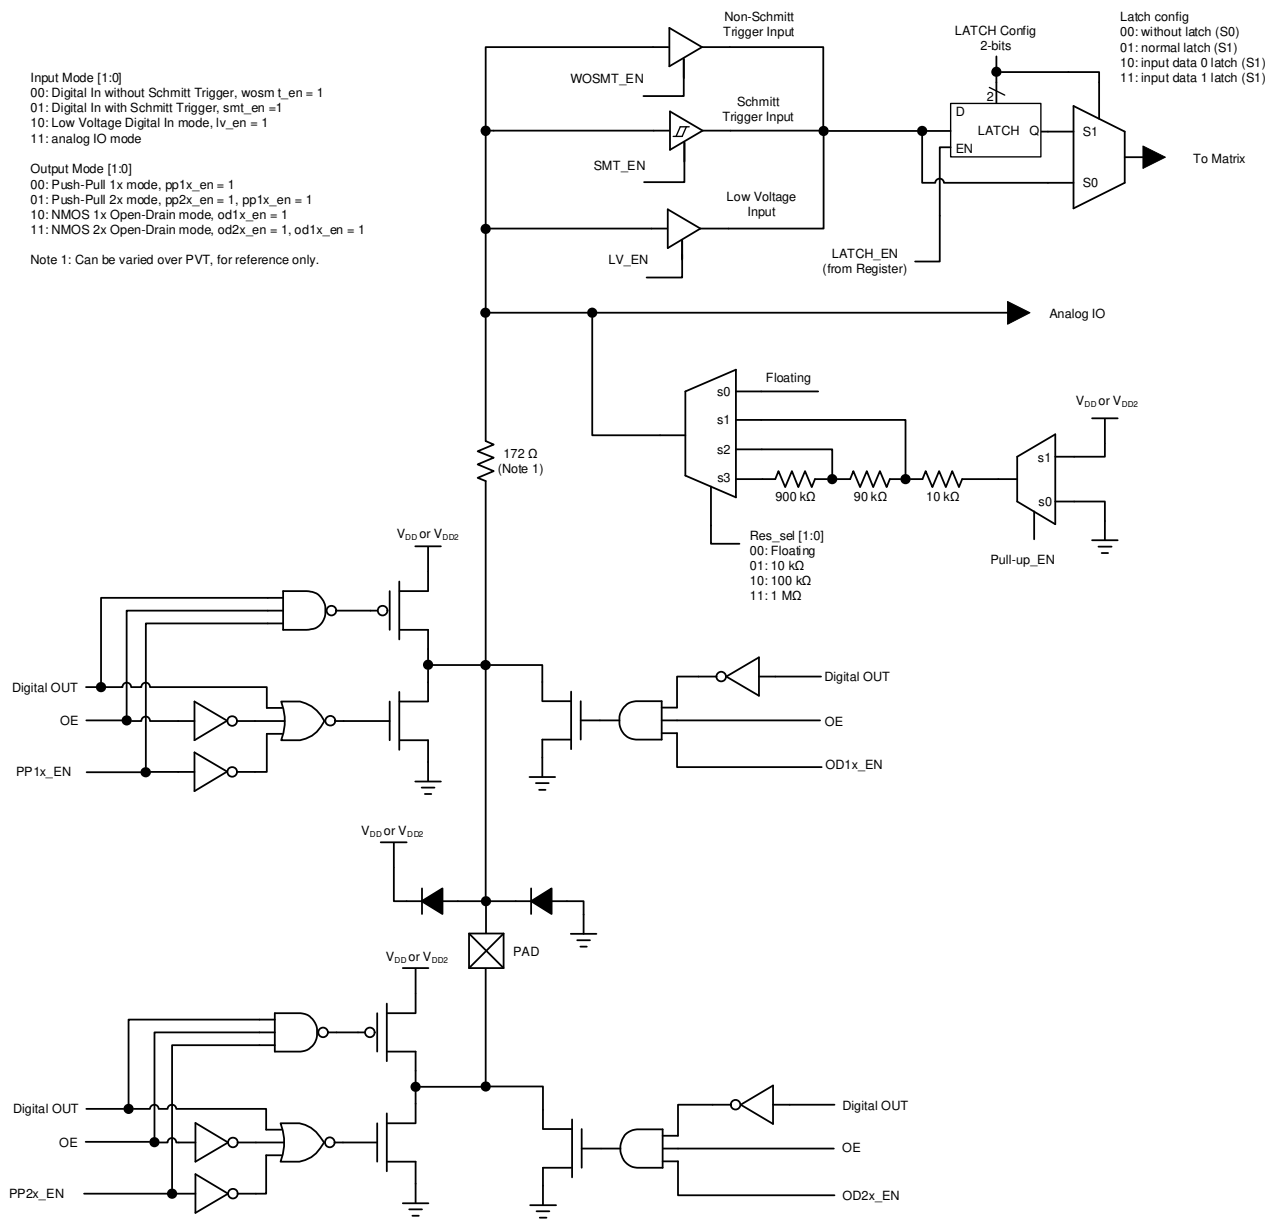 Input Mode [1:0]
00: Digital In without Schmitt Trigger, wosm t_en = 1
01: Digital In with Schmitt Trigger, smt_en =1
10: Low Voltage Digital In mode, lv_en = 1
11: analog IO mode
Output Mode [1:0]
00: Push-Pull 1x mode, pp1x_en = 1
01: Push-Pull 2x mode, pp2x_en = 1, pp1x_en = 1
10: NMOS 1x Open-Drain mode, od1x_en = 1
11: NMOS 2x Open-Drain mode, od2x_en = 1, od1x_en = 1
Note 1: Can be varied over PVT, for reference only.
Non-Schmitt
Trigger Input
WOSMT_EN
Schmitt
Trigger Input
SMT_EN
Low Voltage
Input
LV_EN
LATCH Config
2-bits
2
D
LATCH
Q
EN
LATCH_EN
(from Register)
S1
S0
Latch config
00: without latch (S0)
01: normal latch (S1)
10: input data 0 latch (S1)
11: input data 1 latch (S1)
To Matrix
Analog IO
Floating
s0
s1
s2
s3
900 kΩ
90 kΩ
10 kΩ
VDD or VDD2
s1
s0
Pull-up_EN
Res_sel [1:0]
00: Floating
01: 10 kΩ
10: 100 kΩ
11: 1 MΩ
172 Ω
(Note 1)
VDD or VDD2
Digital OUT
OE
PP1x_EN
Digital OUT
OE
OD1x_EN
VDD or VDD2
PAD
VDD or VDD2
Digital OUT
OE
PP2x_EN
Digital OUT
OE
OD2x_EN